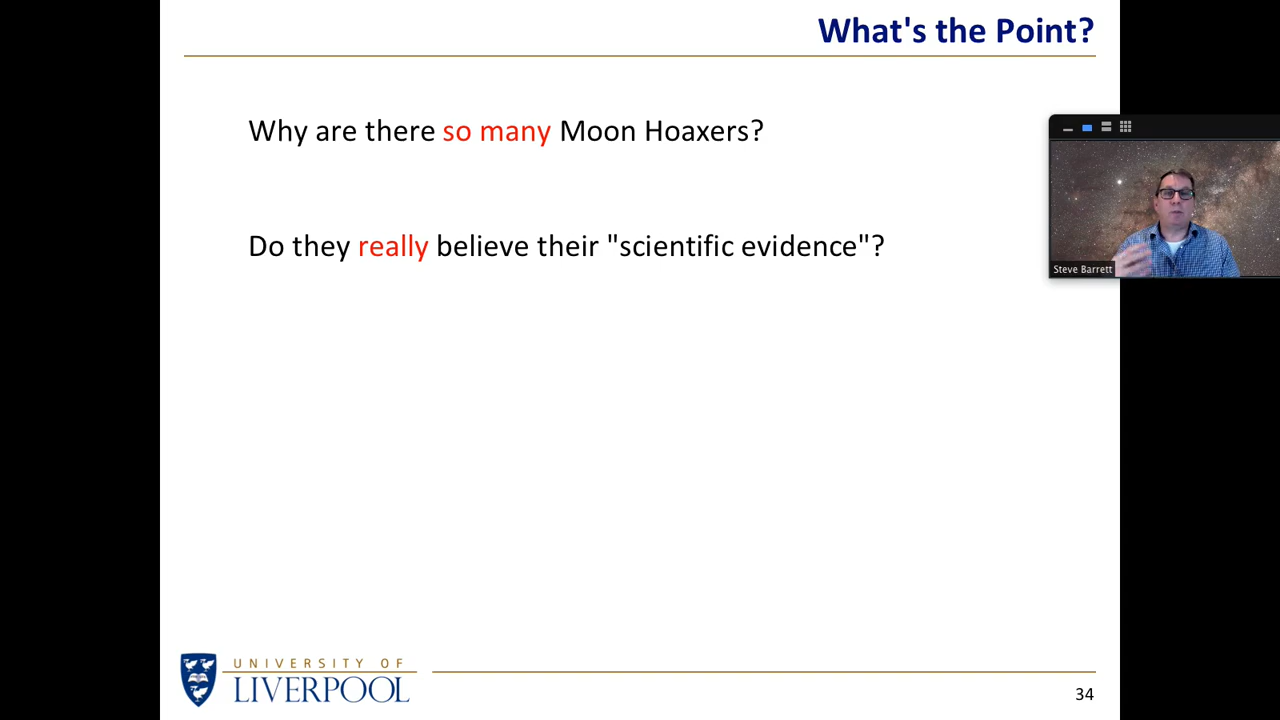 What's the Point?
Why are there so many Moon Hoaxers?
Do they really believe their "scientific evidence"?
Steve Barrett
UNIVERSITY OF
LIVERPOOL
34